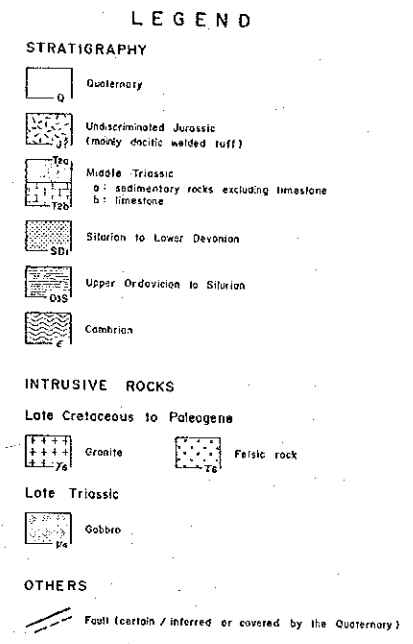 LEGEND
STRATIGRAPHY
Q
Quaternary
J?
Undiscriminated Jurassic
(mainly dacitic welded tuff)
T2a
Middle Triassic
a : sedimentary rocks excluding limestone
T2b
b : limestone
SD1
Silurian to Lower Devonian
O3S
Upper Ordovician to Silurian
Є
Cambrian
INTRUSIVE ROCKS
Late Cretaceous to Paleogene
γ6
Granite
Felsic rock
Late Triassic
Gabbro
OTHERS
Fault (certain / inferred or covered by the Quaternary)